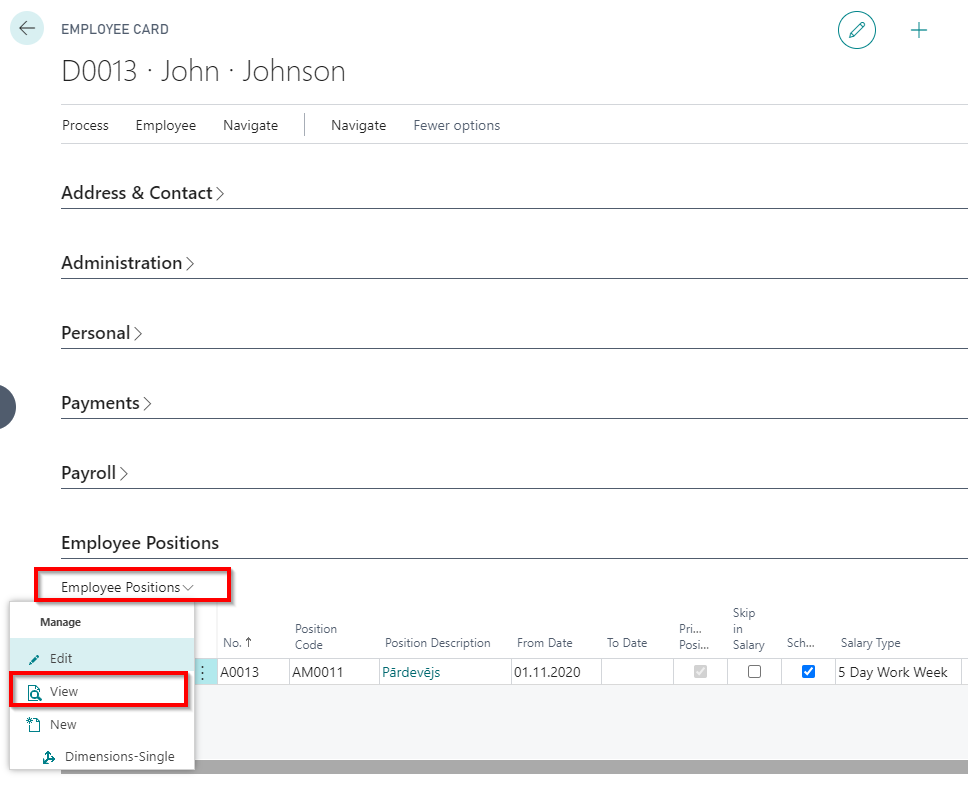 EMPLOYEE CARD
D0013 · John · Johnson
Process Employee Navigate Navigate Fewer options
Address & Contact
Administration
Personal
Payments
Payroll
Employee Positions
Employee Positions
Manage
Edit
View
New
Dimensions-Single
No. ↑ Position Code Position Description From Date To Date Pri... Posi... Skip in Salary Sch... Salary Type
A0013 AM0011 Pārdevējs 01.11.2020 5 Day Work Week